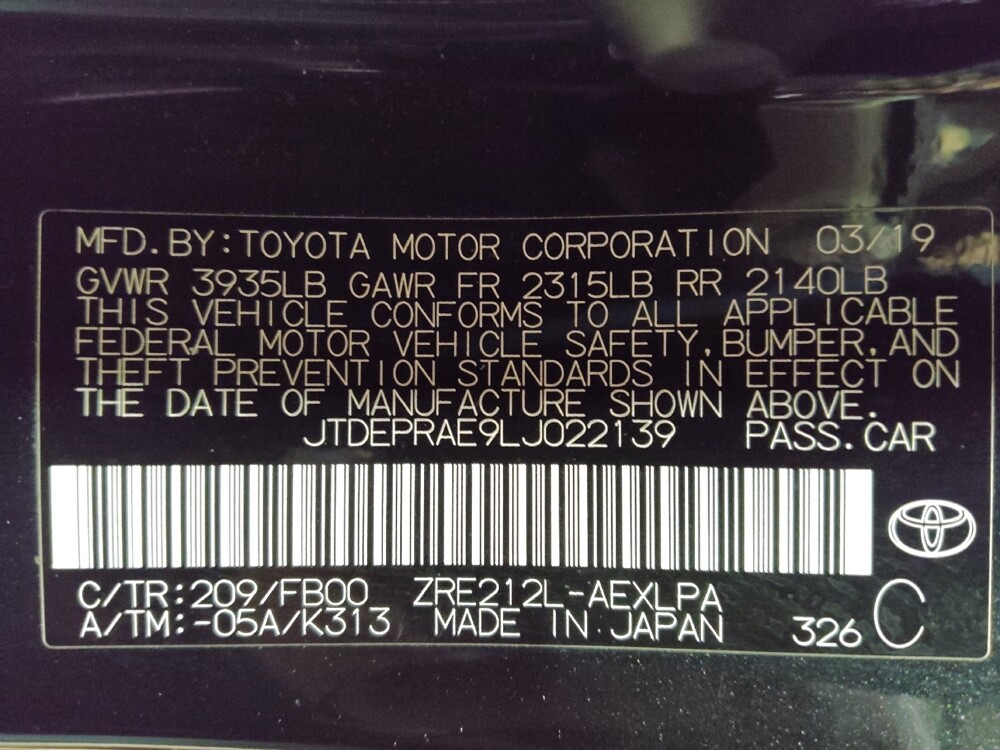 MFD.BY:TOYOTA MOTOR CORPORATION 03/19
GVWR 3935LB GAWR FR 2315LB RR 2140LB
THIS VEHICLE CONFORMS TO ALL APPLICABLE
FEDERAL MOTOR VEHICLE SAFETY,BUMPER,AND
THEFT PREVENTION STANDARDS IN EFFECT ON
THE DATE OF MANUFACTURE SHOWN ABOVE.
JTDEPRAE9LJ022139 PASS.CAR
C/TR:209/FB00 ZRE212L-AEXLPA
A/TM:-05A/K313 MADE IN JAPAN 326 C